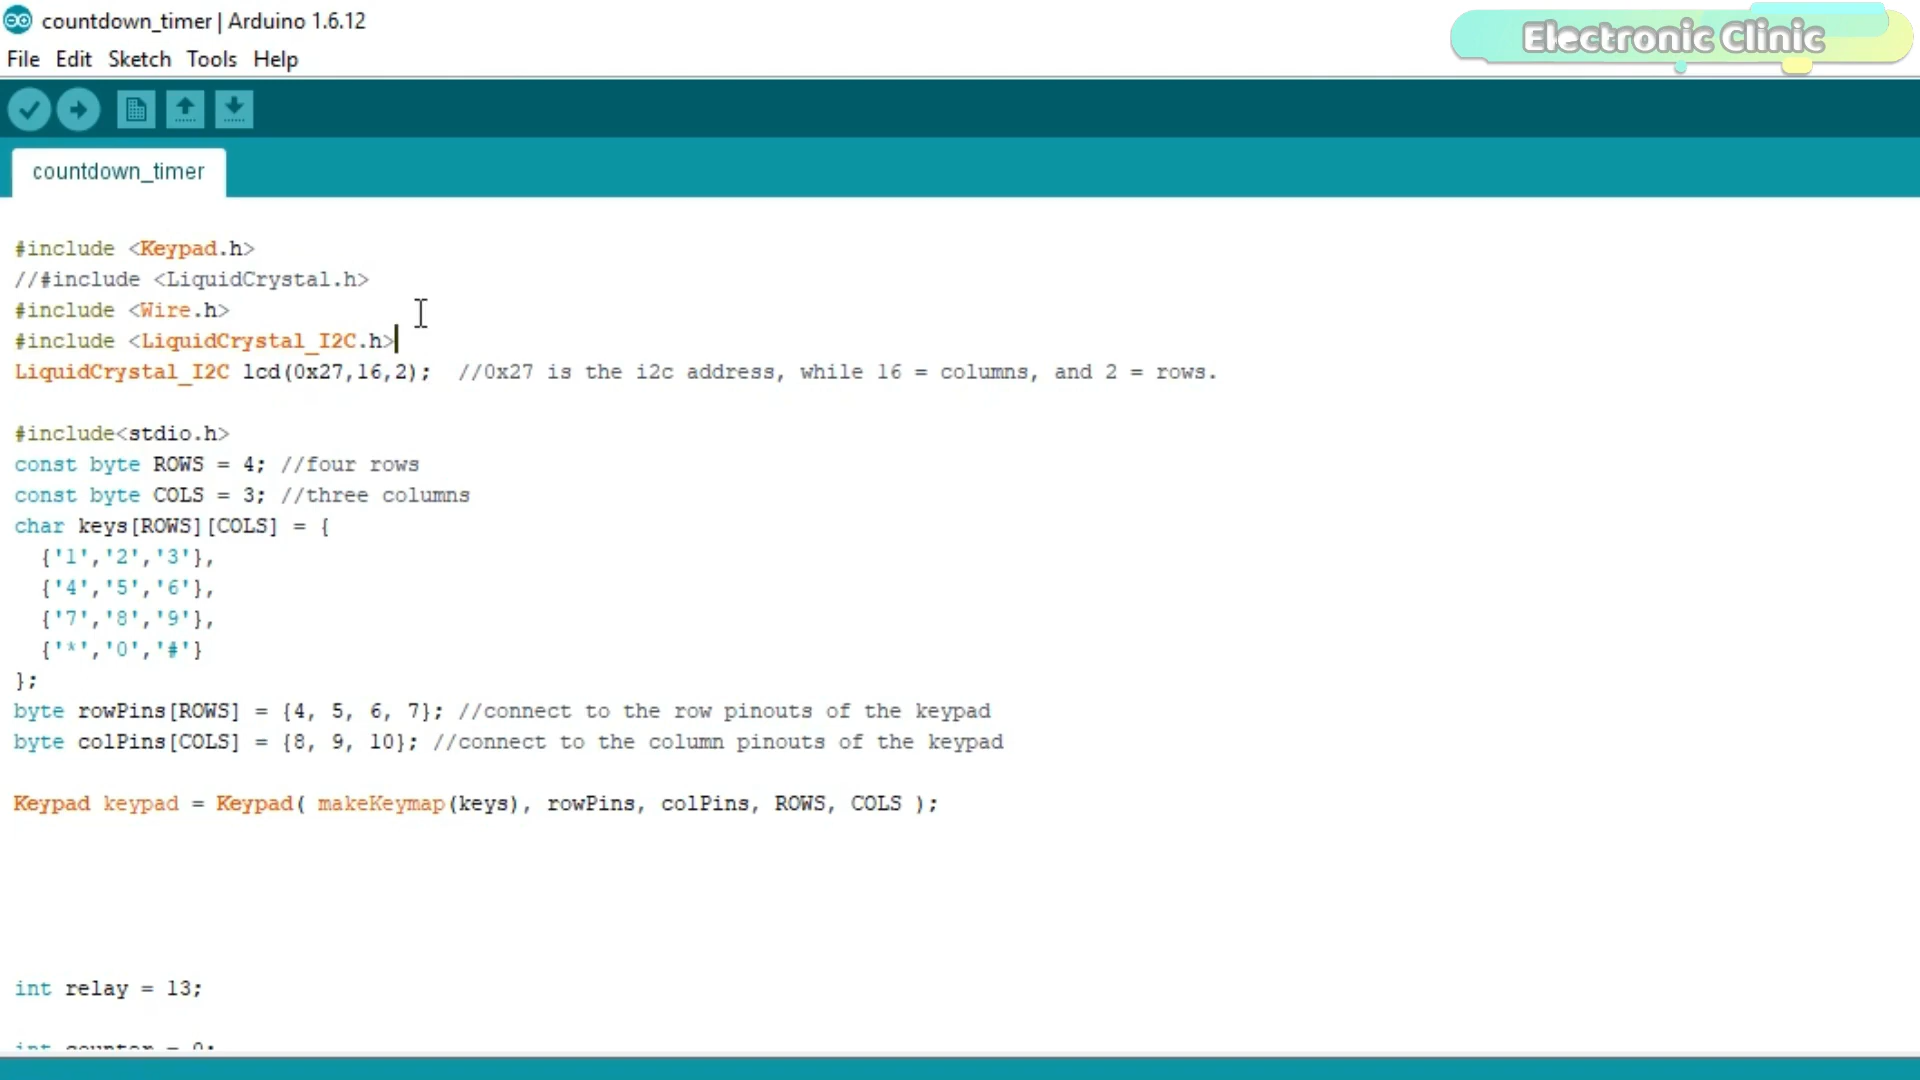 countdown_timer | Arduino 1.6.12
Electronic Clinic
File Edit Sketch Tools Help
countdown_timer
#include <Keypad.h>
//#include <LiquidCrystal.h>
#include <Wire.h>
#include <LiquidCrystal_I2C.h>
LiquidCrystal_I2C lcd(0x27,16,2);  //0x27 is the i2c address, while 16 = columns, and 2 = rows.
#include<stdio.h>
const byte ROWS = 4; //four rows
const byte COLS = 3; //three columns
char keys[ROWS][COLS] = {
  {'1','2','3'},
  {'4','5','6'},
  {'7','8','9'},
  {'*','0','#'}
};
byte rowPins[ROWS] = {4, 5, 6, 7}; //connect to the row pinouts of the keypad
byte colPins[COLS] = {8, 9, 10}; //connect to the column pinouts of the keypad
Keypad keypad = Keypad( makeKeymap(keys), rowPins, colPins, ROWS, COLS );
int relay = 13;
int counter = 0;